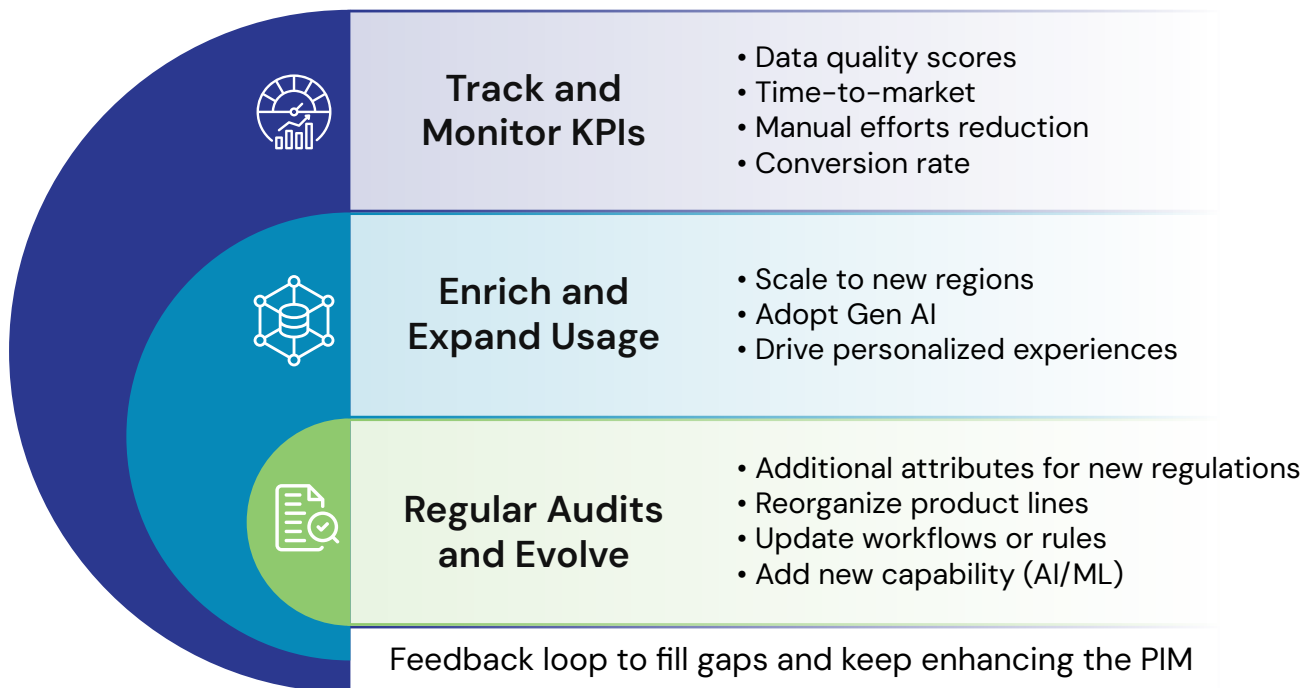 Track and
Monitor KPIs
• Data quality scores
• Time-to-market
• Manual efforts reduction
• Conversion rate
Enrich and
Expand Usage
• Scale to new regions
• Adopt Gen AI
• Drive personalized experiences
Regular Audits
and Evolve
• Additional attributes for new regulations
• Reorganize product lines
• Update workflows or rules
• Add new capability (AI/ML)
Feedback loop to fill gaps and keep enhancing the PIM